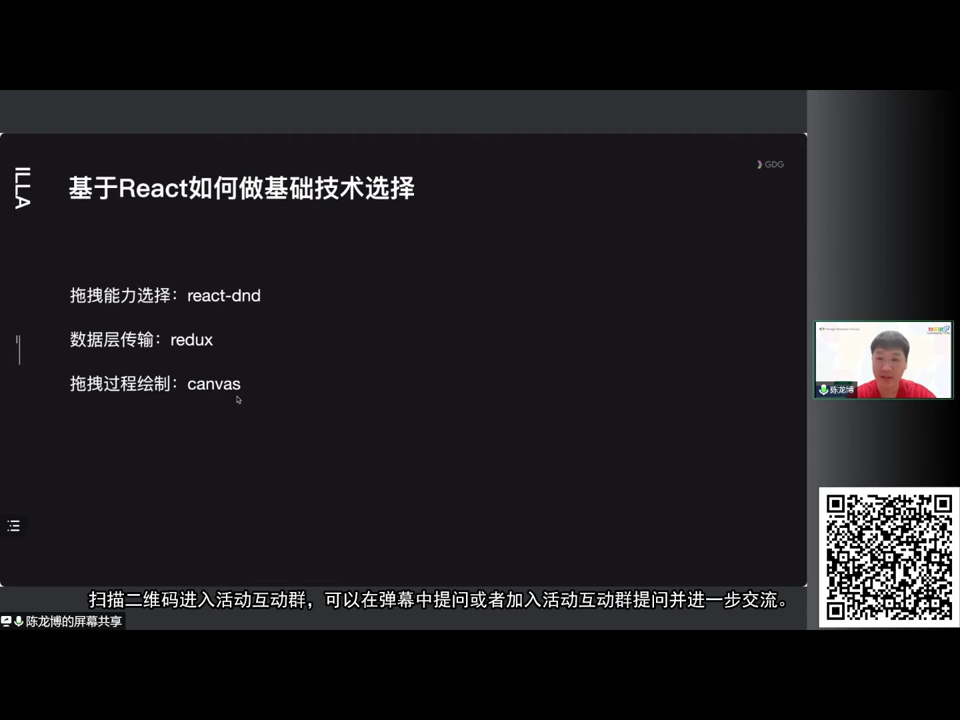 GDG
ILLA
基于React如何做基础技术选择
拖拽能力选择：react-dnd
数据层传输：redux
拖拽过程绘制：canvas
陈龙博
扫描二维码进入活动互动群，可以在弹幕中提问或者加入活动互动群提问并进一步交流。
陈龙博的屏幕共享